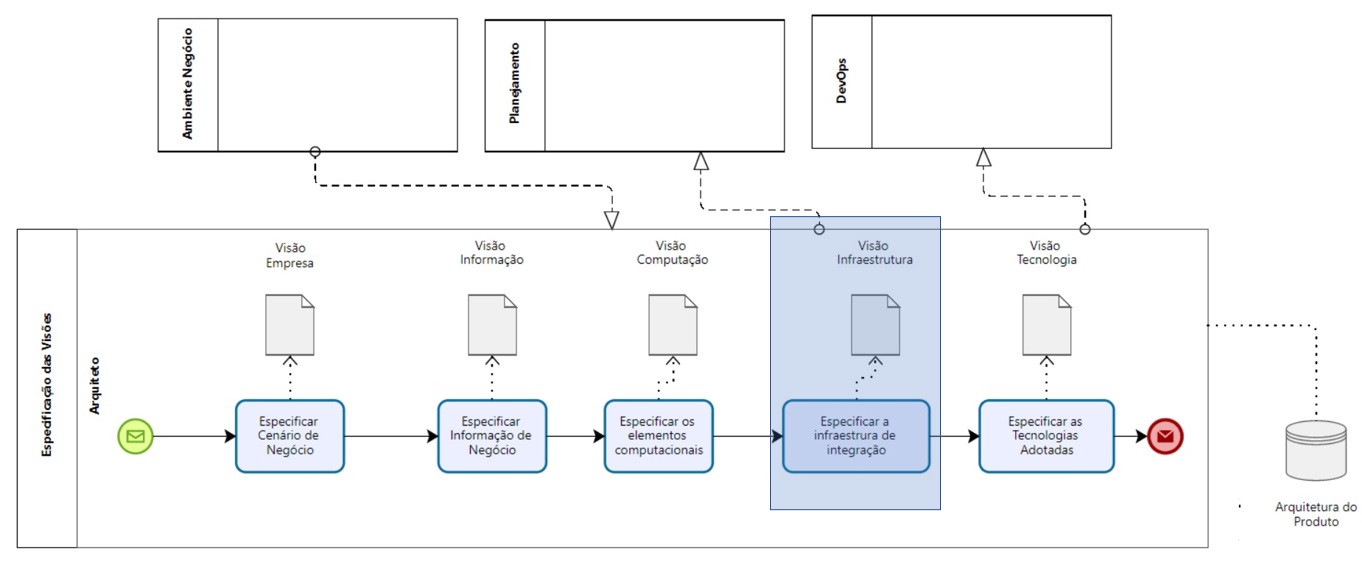 Ambiente Negócio
Planejamento
DevOps
Especificação das Visões
Arquiteto
Visão
Empresa
Visão
Informação
Visão
Computação
Visão
Infraestrutura
Visão
Tecnologia
Especificar
Cenário de
Negócio
Especificar
Informação de
Negócio
Especificar os
elementos
computacionais
Especificar a
infraestrura de
integração
Especificar as
Tecnologias
Adotadas
Arquitetura do
Produto